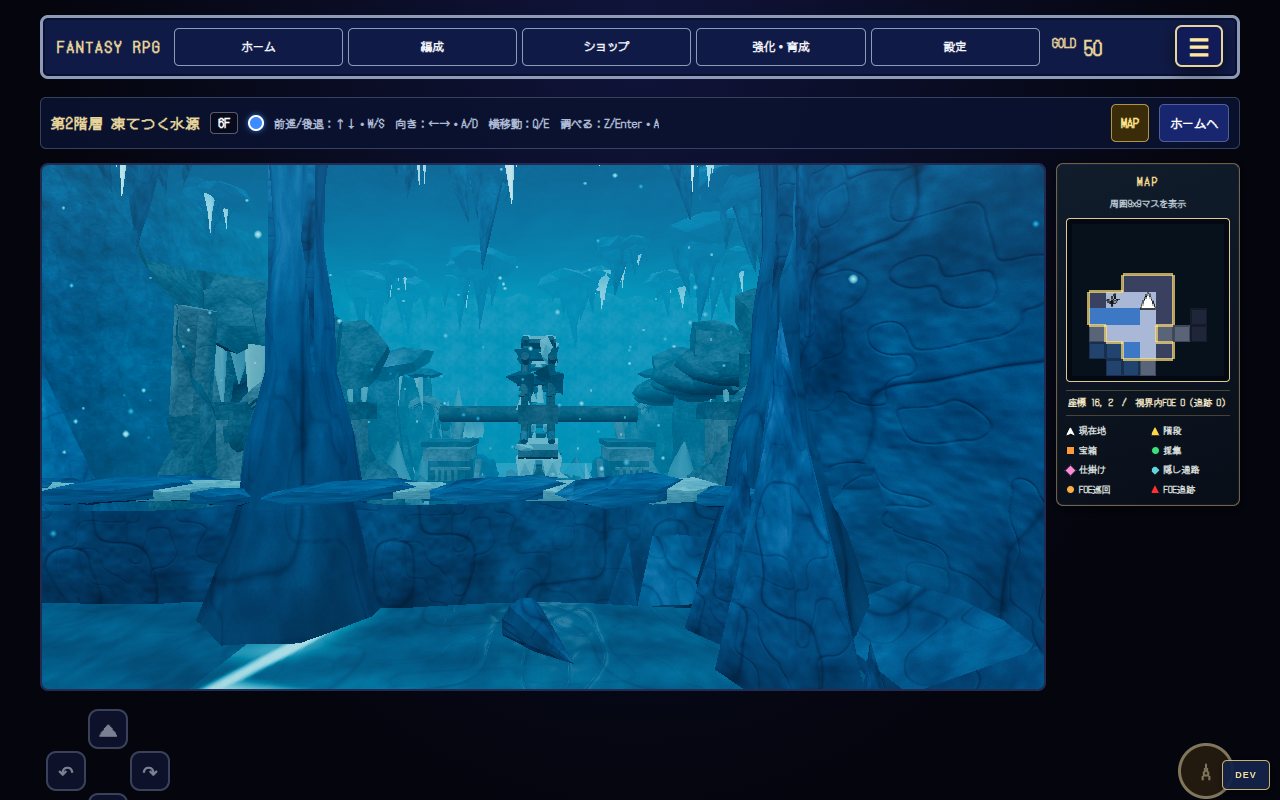 FANTASY RPG ホーム 編成 ショップ 強化・育成 設定 GOLD 50
第2階層 凍てつく水源 6F 前進/後退：↑↓・W/S 向き：←→・A/D 横移動：Q/E 調べる：Z/Enter・A MAP ホームへ
MAP
周囲9x9マスを表示
座標 16, 2 / 視界内FOE 0 (追跡 0)
現在地 階段
宝箱 採集
仕掛け 隠し通路
FOE巡回 FOE追跡
A DEV